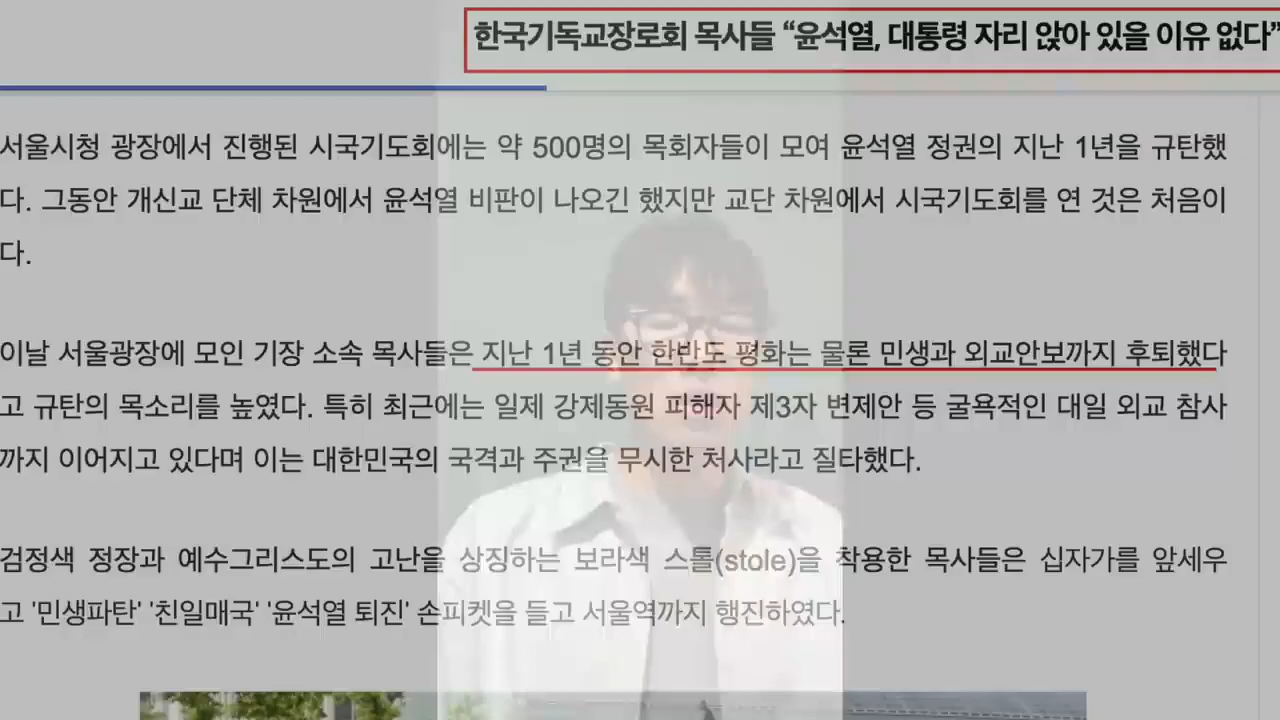 한국기독교장로회 목사들 “윤석열, 대통령 자리 앉아 있을 이유 없다”
서울시청 광장에서 진행된 시국기도회에는 약 500명의 목회자들이 모여 윤석열 정권의 지난 1년을 규탄했
다. 그동안 개신교 단체 차원에서 윤석열 비판이 나오긴 했지만 교단 차원에서 시국기도회를 연 것은 처음이
다.
이날 서울광장에 모인 기장 소속 목사들은 지난 1년 동안 한반도 평화는 물론 민생과 외교안보까지 후퇴했다
고 규탄의 목소리를 높였다. 특히 최근에는 일제 강제동원 피해자 제3자 변제안 등 굴욕적인 대일 외교 참사
까지 이어지고 있다며 이는 대한민국의 국격과 주권을 무시한 처사라고 질타했다.
검정색 정장과 예수그리스도의 고난을 상징하는 보라색 스톨(stole)을 착용한 목사들은 십자가를 앞세우
고 '민생파탄' '친일매국' '윤석열 퇴진' 손피켓을 들고 서울역까지 행진하였다.